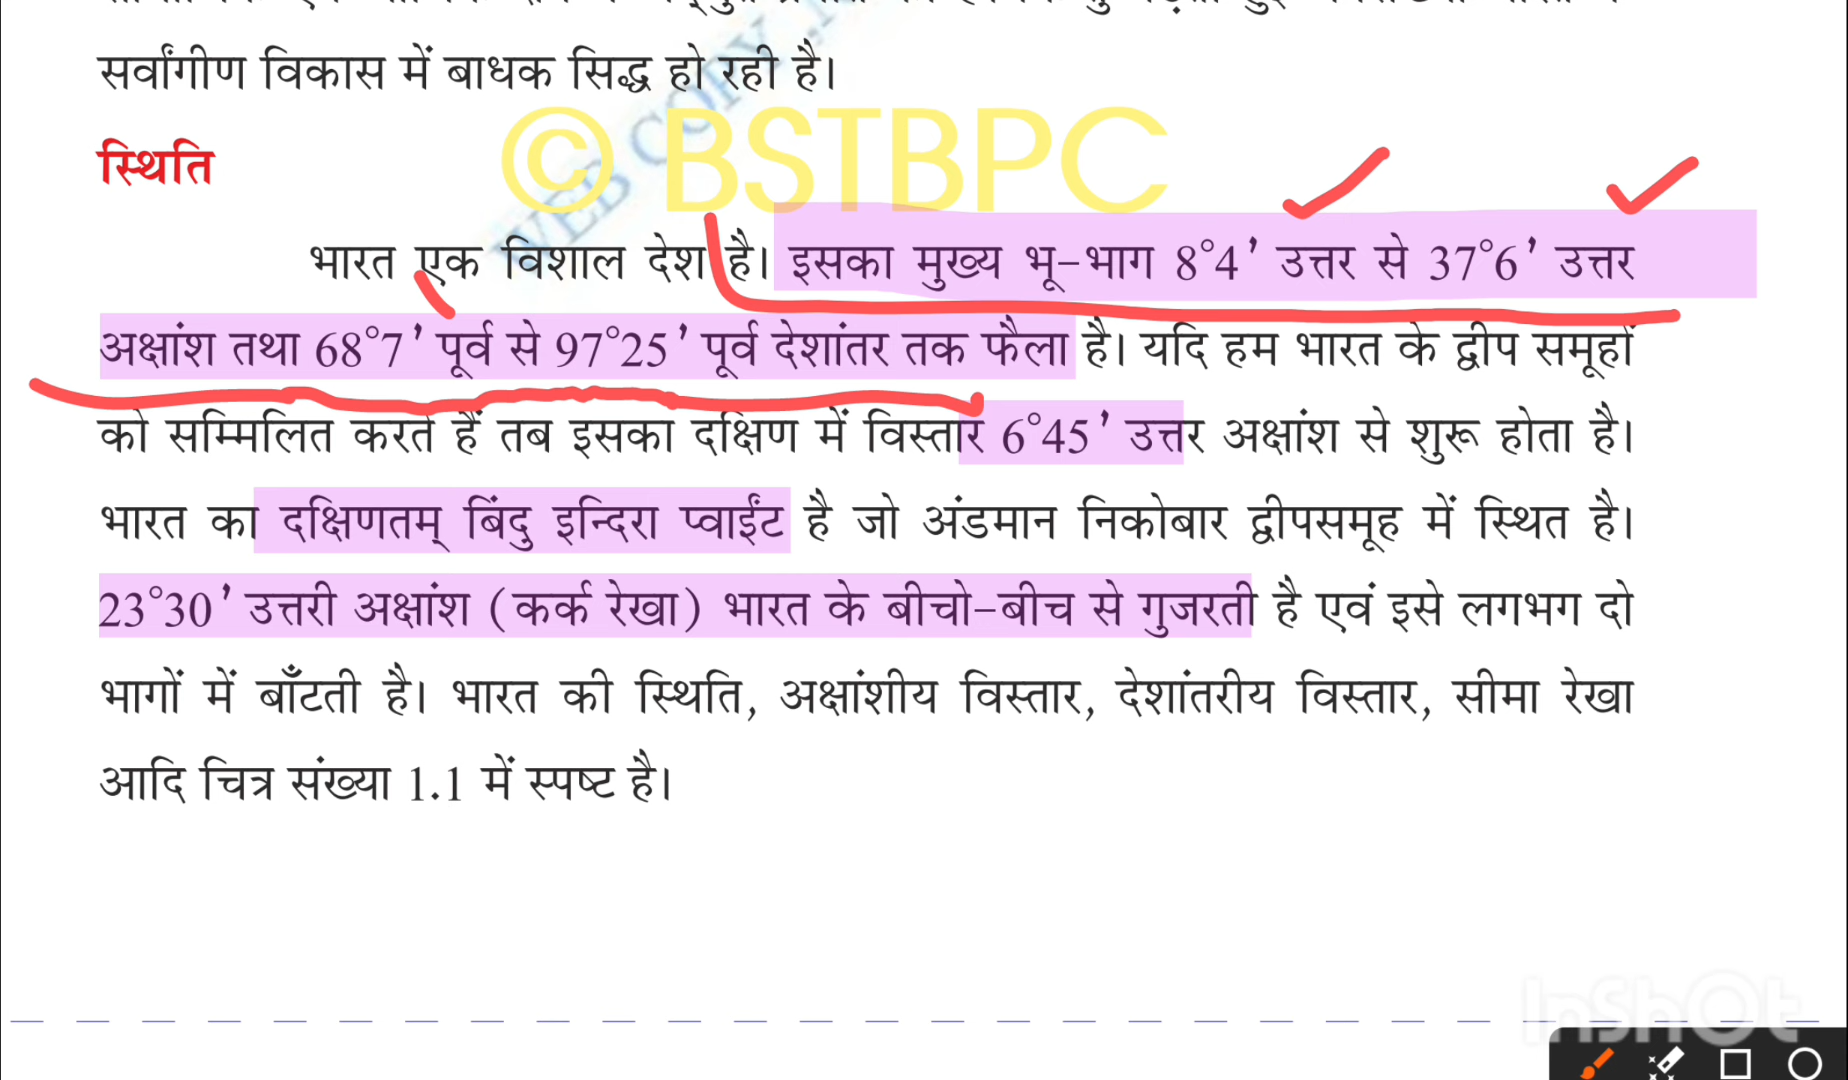 सर्वांगीण विकास में बाधक सिद्ध हो रही है।
WEB COPY
© BSTBPC
स्थिति
भारत एक विशाल देश है। इसका मुख्य भू-भाग 8°4' उत्तर से 37°6' उत्तर
अक्षांश तथा 68°7' पूर्व से 97°25' पूर्व देशांतर तक फैला है। यदि हम भारत के द्वीप समूहों
को सम्मिलित करते हैं तब इसका दक्षिण में विस्तार 6°45' उत्तर अक्षांश से शुरू होता है।
भारत का दक्षिणतम् बिंदु इन्दिरा प्वाईंट है जो अंडमान निकोबार द्वीपसमूह में स्थित है।
23°30' उत्तरी अक्षांश (कर्क रेखा) भारत के बीचो-बीच से गुजरती है एवं इसे लगभग दो
भागों में बाँटती है। भारत की स्थिति, अक्षांशीय विस्तार, देशांतरीय विस्तार, सीमा रेखा
आदि चित्र संख्या 1.1 में स्पष्ट है।
InShOt